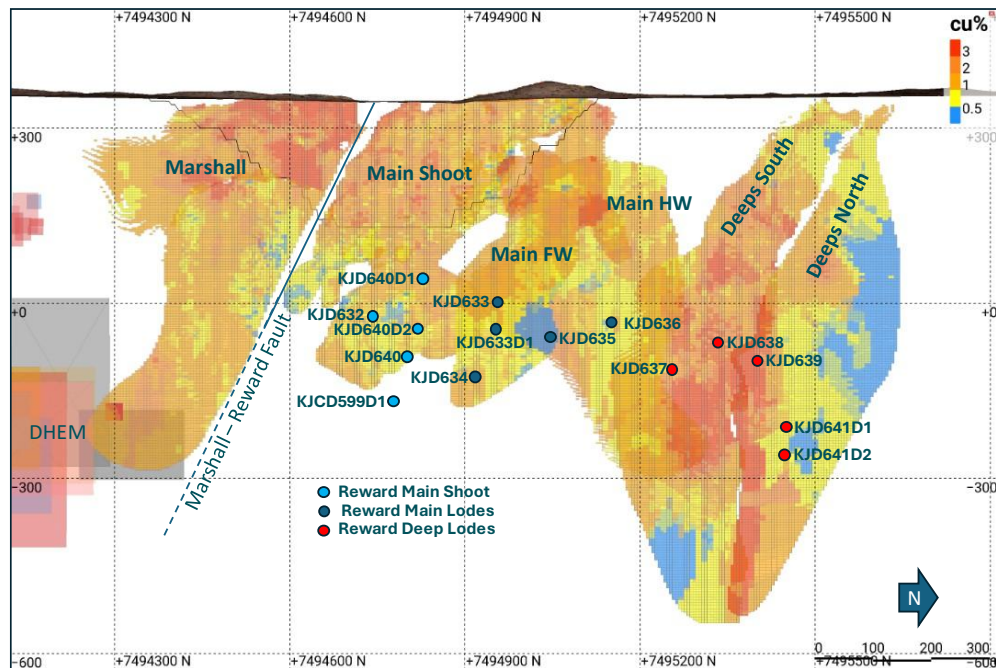 +7494300 N
+7494600 N
+7494900 N
+7495200 N
+7495500 N
cu%
3
2
1
0.5
+300
+300
Marshall
Main Shoot
Main HW
Deeps South
Deeps North
Main FW
KJD640D1
KJD633
+0
+0
KJD632
KJD640D2
KJD633D1
KJD635
KJD636
KJD638
KJD640
KJD639
KJD637
KJD634
KJCD599D1
DHEM
KJD641D1
KJD641D2
Marshall – Reward Fault
-300
-300
Reward Main Shoot
Reward Main Lodes
Reward Deep Lodes
N
0 100 200 300
-600
-600
+7494300 N
+7494600 N
+7494900 N
+7495200 N
+7495500 N